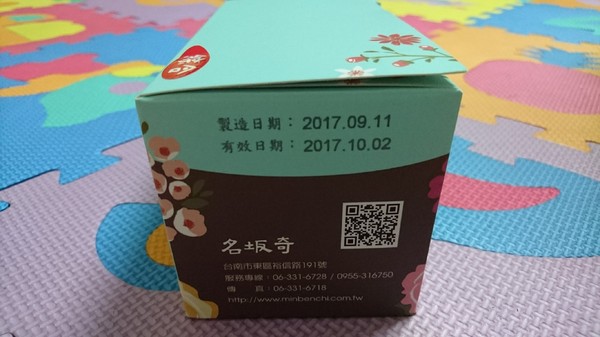 製造日期：2017.09.11
有效日期：2017.10.02
名坂奇
台南市東區裕信路191號
服務專線：06-331-6728 / 0955-316750
傳 真：06-331-6718
http://www.minbenchi.com.tw